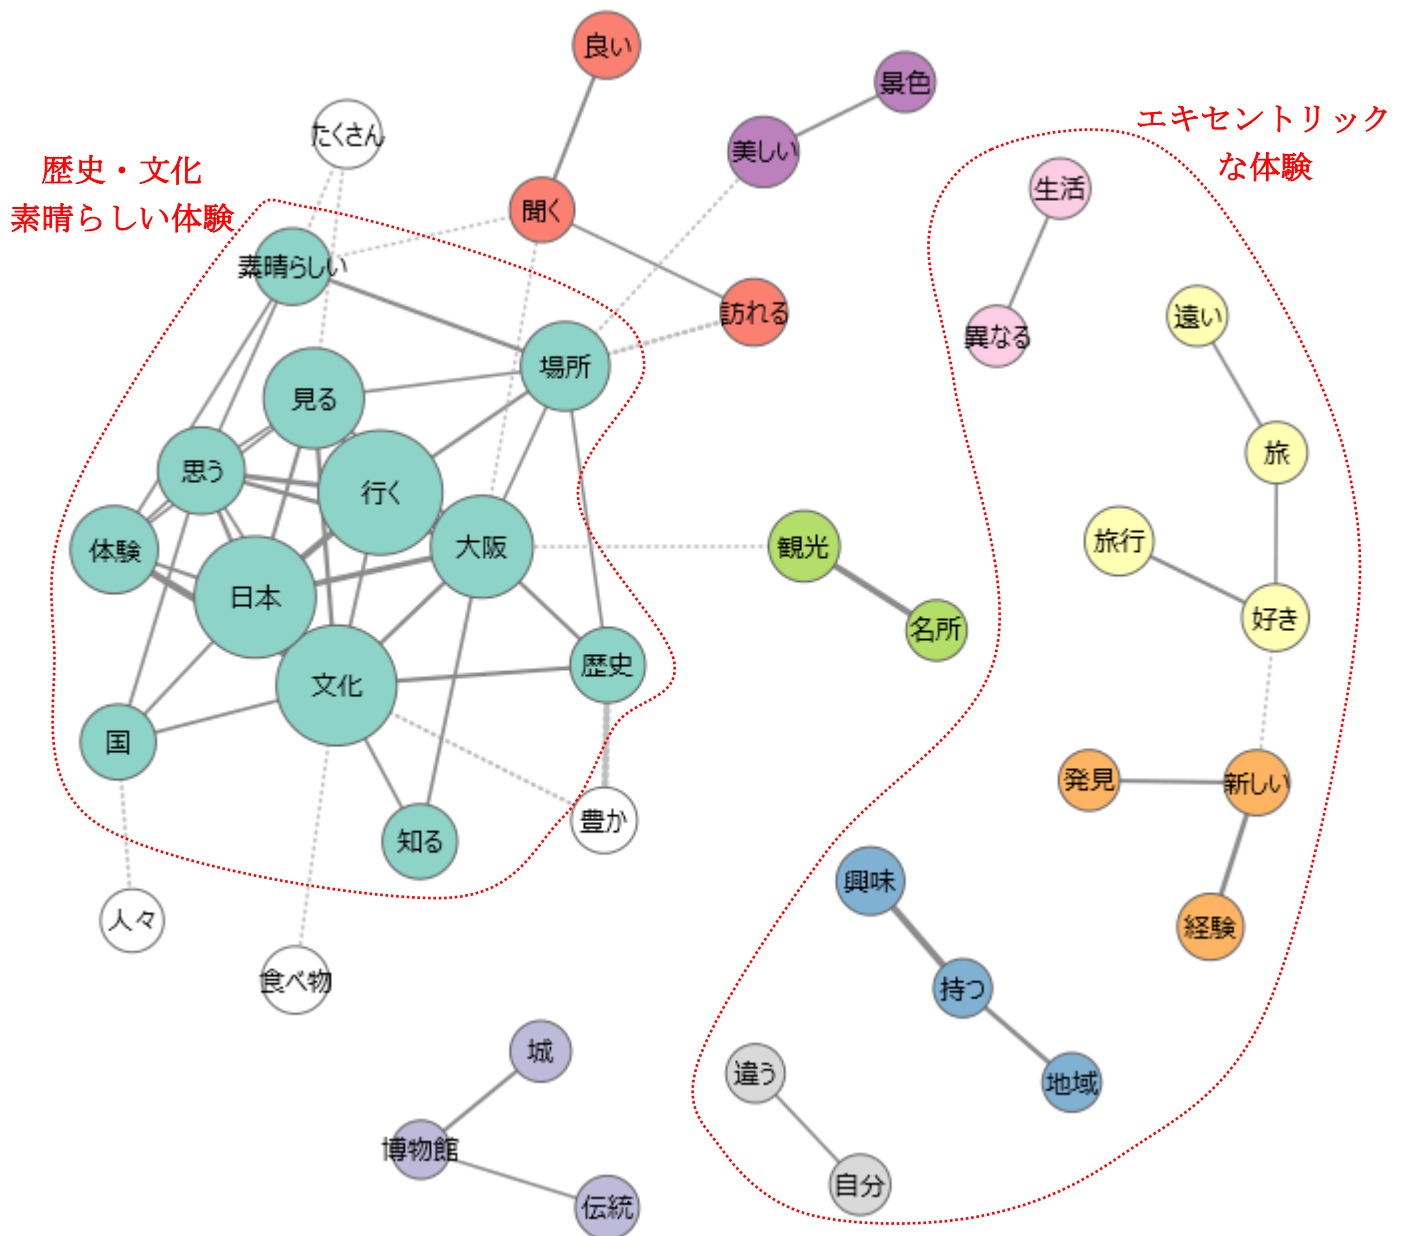 良い
景色
エキセントリック
な体験
たくさん
美しい
歴史・文化
素晴らしい体験
生活
聞く
素晴らしい
訪れる
遠い
異なる
場所
見る
旅
思う
行く
旅行
体験
大阪
観光
日本
好き
名所
歴史
文化
国
発見
新しい
豊か
知る
興味
人々
経験
食べ物
持つ
城
違う
地域
博物館
自分
伝統